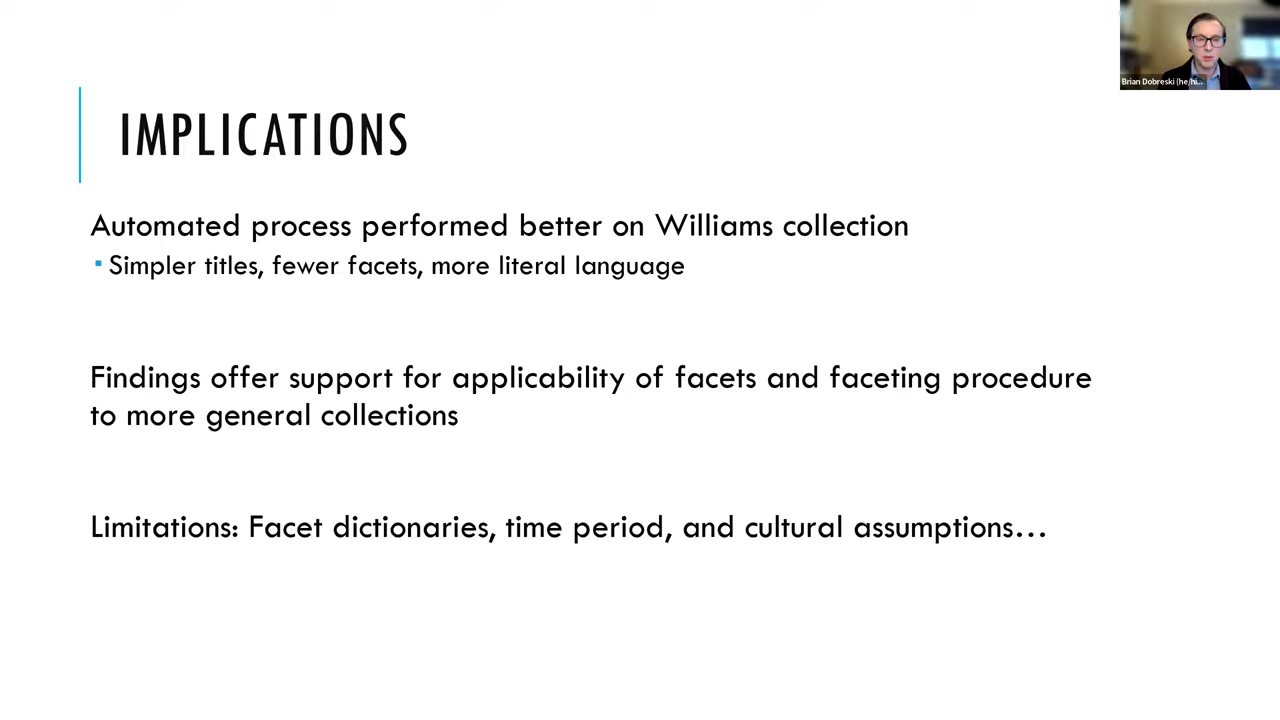 IMPLICATIONS
Automated process performed better on Williams collection
Simpler titles, fewer facets, more literal language
Findings offer support for applicability of facets and faceting procedure
to more general collections
Limitations: Facet dictionaries, time period, and cultural assumptions…
Brian Dobreski (he/hi...